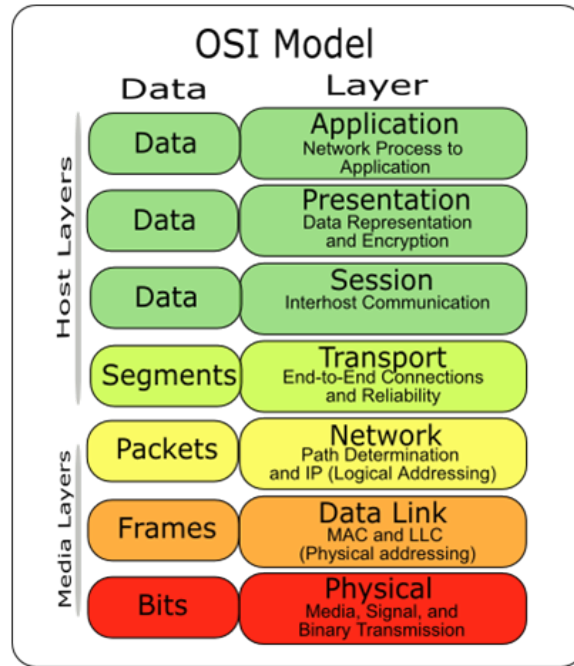 OSI Model
Data Layer
Host Layers
Data
Application
Network Process to
Application
Data
Presentation
Data Representation
and Encryption
Data
Session
Interhost Communication
Segments
Transport
End-to-End Connections
and Reliability
Media Layers
Packets
Network
Path Determination
and IP (Logical Addressing)
Frames
Data Link
MAC and LLC
(Physical addressing)
Bits
Physical
Media, Signal, and
Binary Transmission